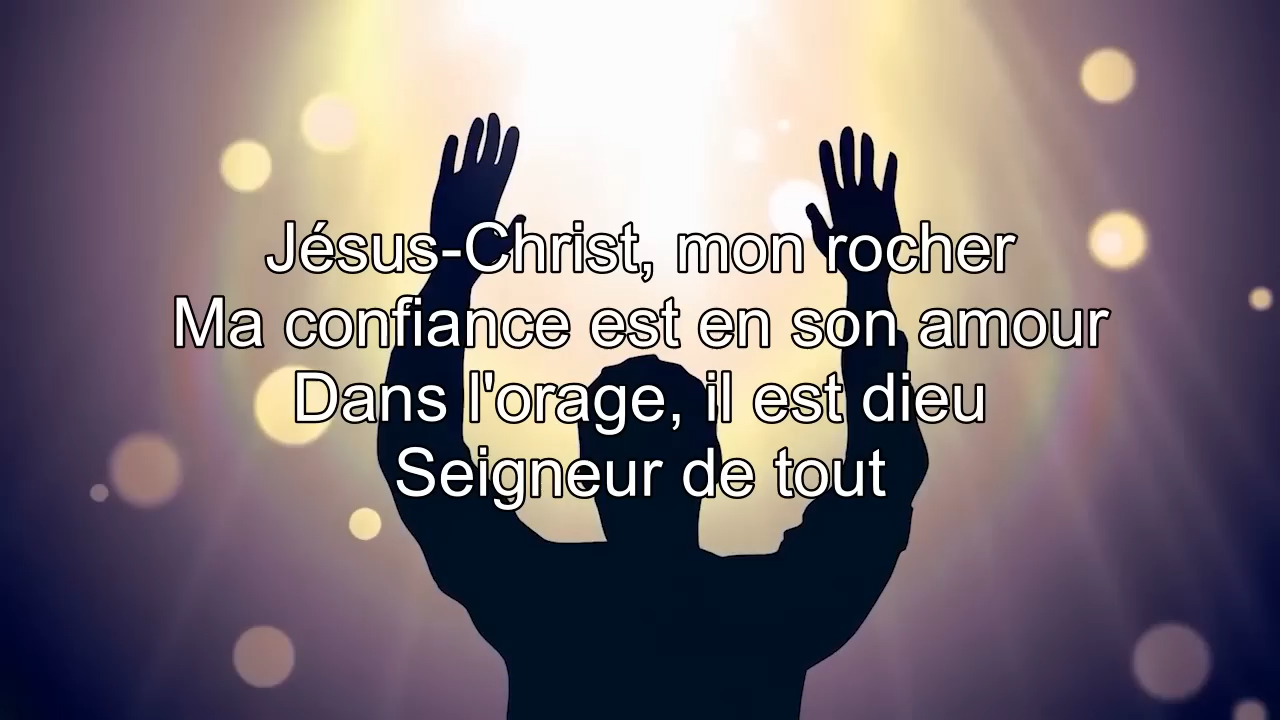 Jésus-Christ, mon rocher
Ma confiance est en son amour
Dans l'orage, il est dieu
Seigneur de tout